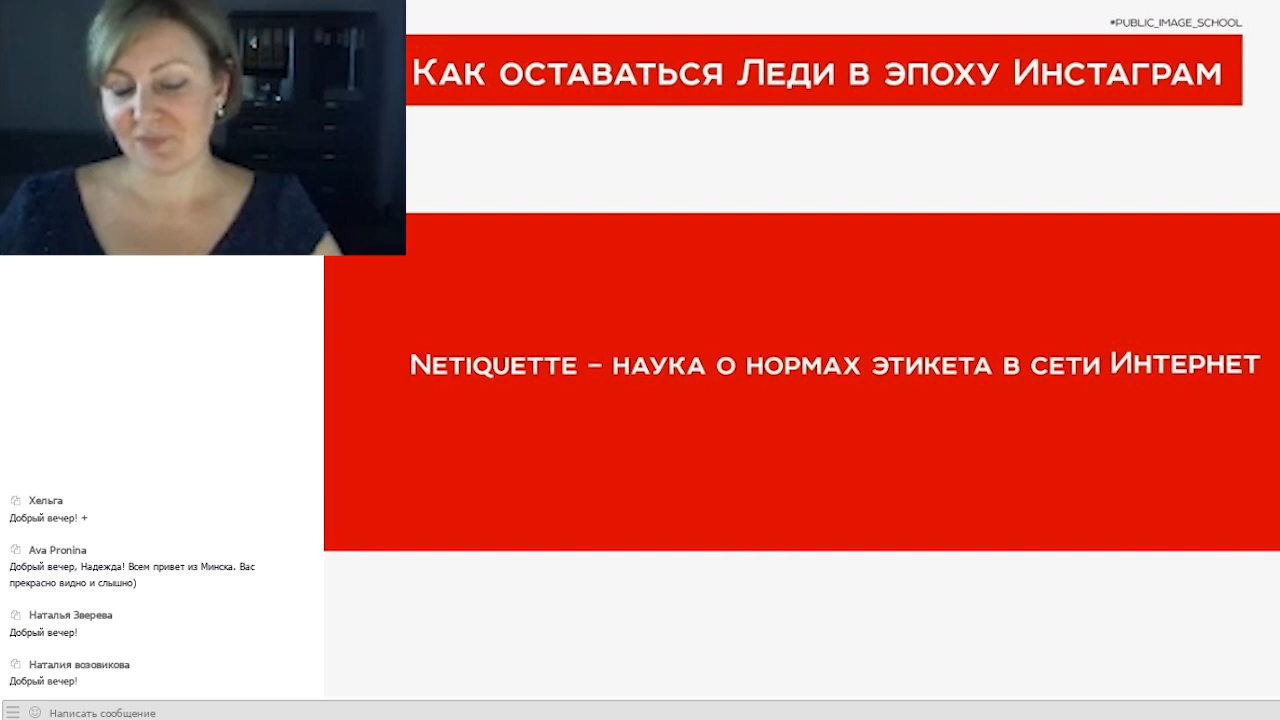 #PUBLIC_IMAGE_SCHOOL
Как оставаться Леди в эпоху Инстаграм
Netiquette – наука о нормах этикета в сети Интернет
Хельга
Добрый вечер! +
Ava Pronina
Добрый вечер, Надежда! Всем привет из Минска. Вас
прекрасно видно и слышно)
Наталья Зверева
Добрый вечер!
Наталия возовикова
Добрый вечер!
Написать сообщение